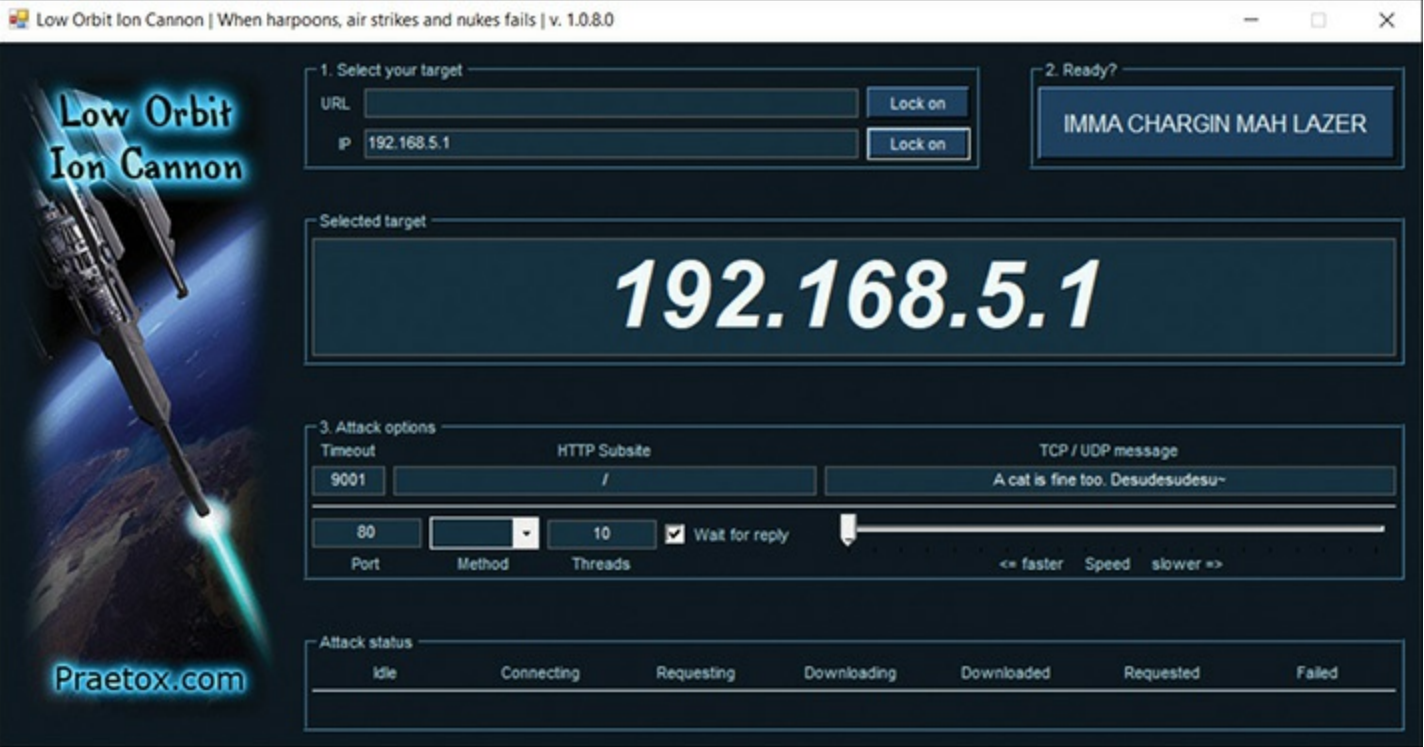 Low Orbit Ion Cannon | When harpoons, air strikes and nukes fails | v. 1.0.8.0
Low Orbit
Ion Cannon
Praetox.com
1. Select your target
URL Lock on
IP 192.168.5.1 Lock on
2. Ready?
IMMA CHARGIN MAH LAZER
Selected target
192.168.5.1
3. Attack options
Timeout HTTP Subsite TCP / UDP message
9001 / A cat is fine too. Desudesudesu~
80 10 Wait for reply
Port Method Threads <= faster Speed slower =>
Attack status
Idle Connecting Requesting Downloading Downloaded Requested Failed